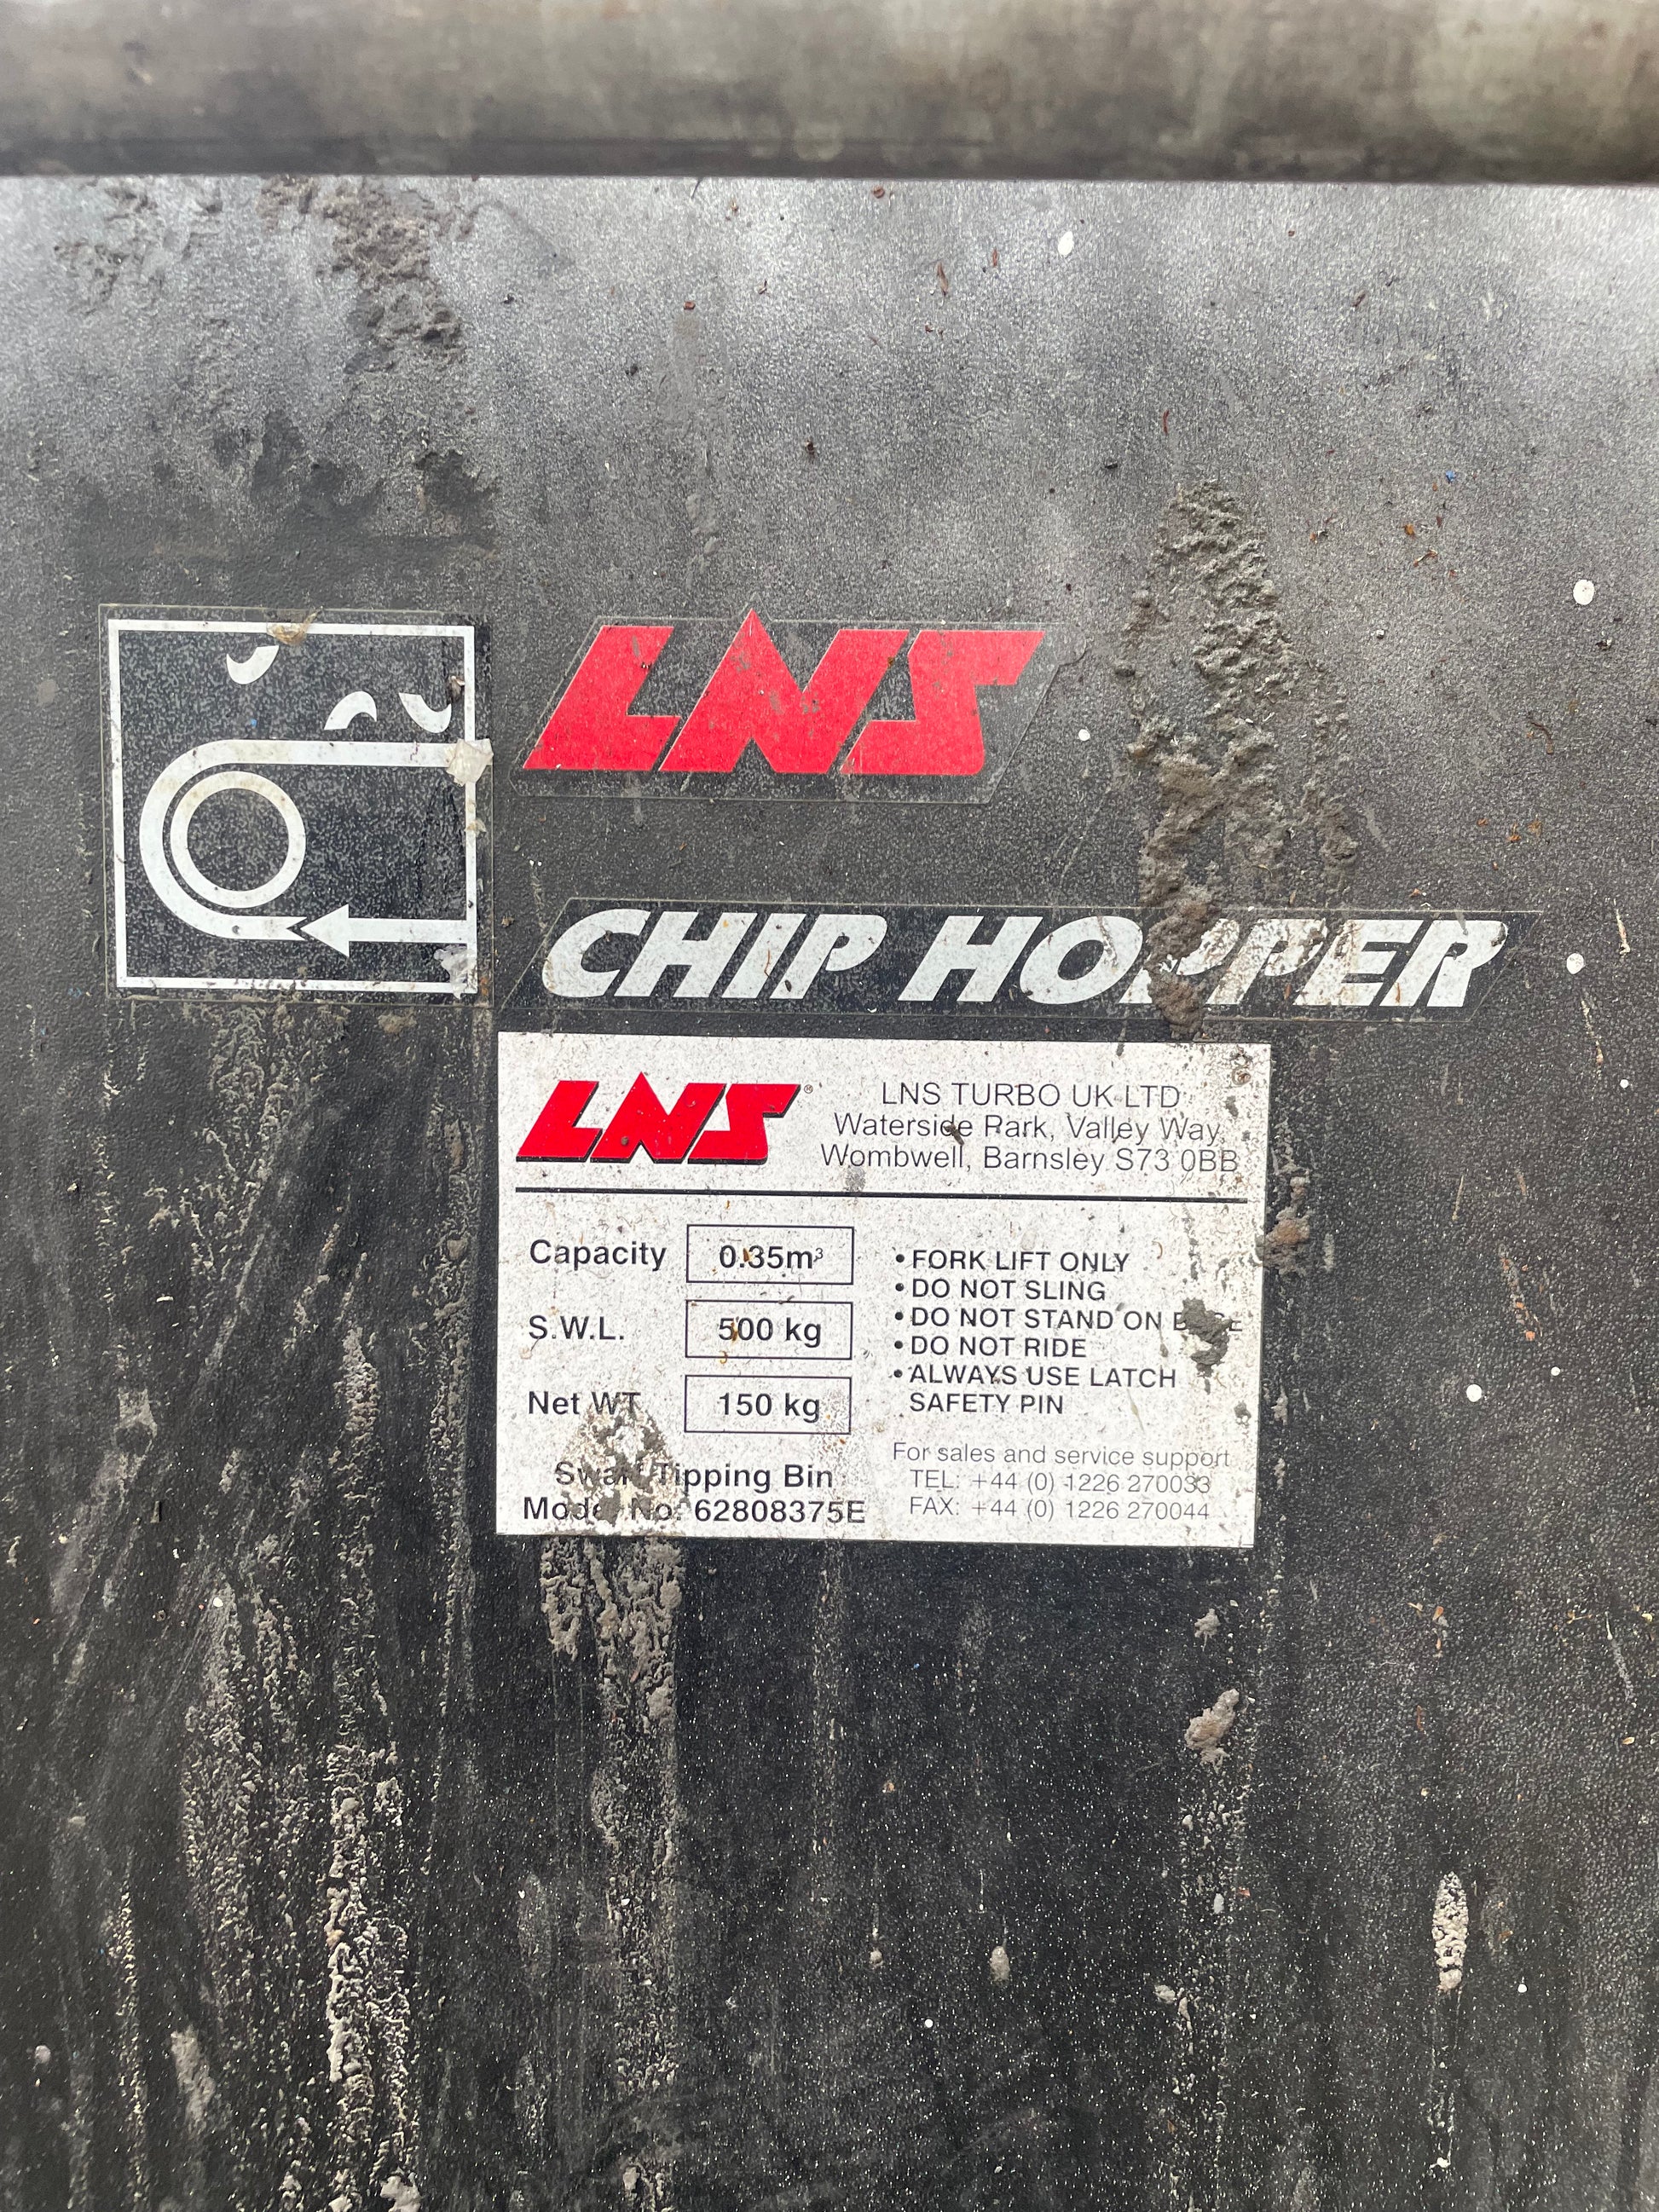 LNS
CHIP HOPPER
LNS®
LNS TURBO UK LTD
Waterside Park, Valley Way,
Wombwell, Barnsley S73 0BB
Capacity 0.35m³
S.W.L. 500 kg
Net WT 150 kg
Swarf Tipping Bin
Model No: 62808375E
• FORK LIFT ONLY
• DO NOT SLING
• DO NOT STAND ON
• DO NOT RIDE
• ALWAYS USE LATCH
SAFETY PIN
For sales and service support
TEL: +44 (0) 1226 270033
FAX: +44 (0) 1226 270044